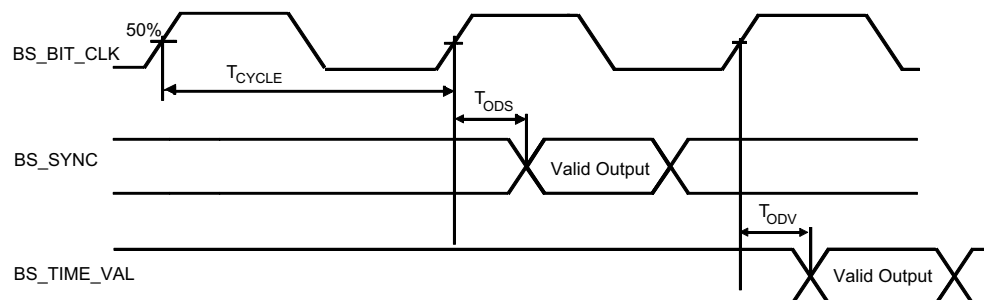 50%
BS_BIT_CLK
TCYCLE
TODS
BS_SYNC
Valid Output
TODV
BS_TIME_VAL
Valid Output